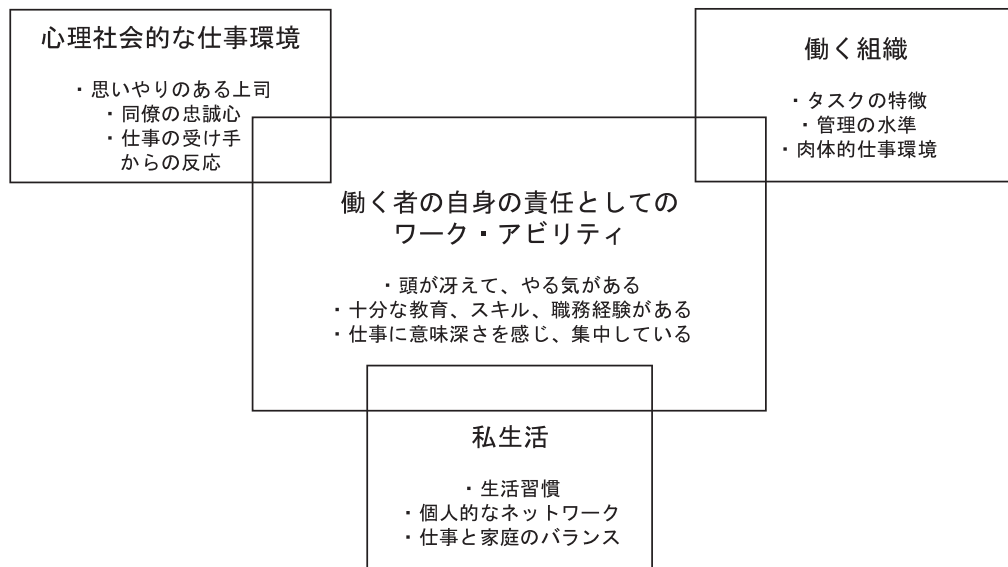 心理社会的な仕事環境
・思いやりのある上司
・同僚の忠誠心
・仕事の受け手
からの反応
働く組織
・タスクの特徴
・管理の水準
・肉体的仕事環境
働く者の自身の責任としての
ワーク・アビリティ
・頭が冴えて、やる気がある
・十分な教育、スキル、職務経験がある
・仕事に意味深さを感じ、集中している
私生活
・生活習慣
・個人的なネットワーク
・仕事と家庭のバランス